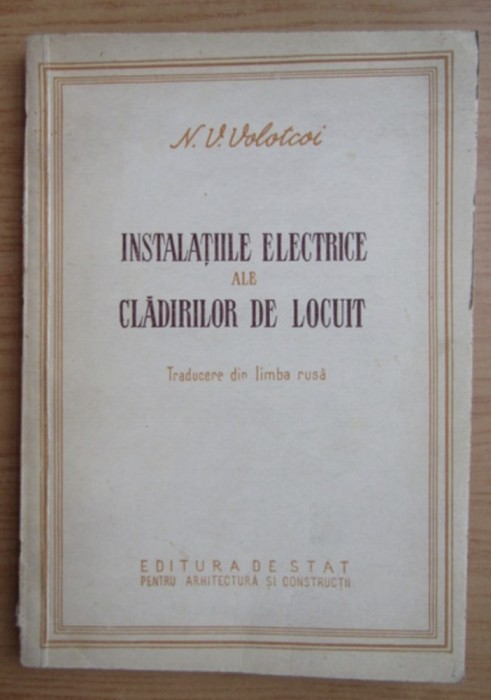 N. V. Volotcoi
INSTALAȚIILE ELECTRICE
ALE
CLĂDIRILOR DE LOCUIT
Traducere din limba rusă
EDITURA DE STAT
PENTRU ARHITECTURĂ ȘI CONSTRUCȚII